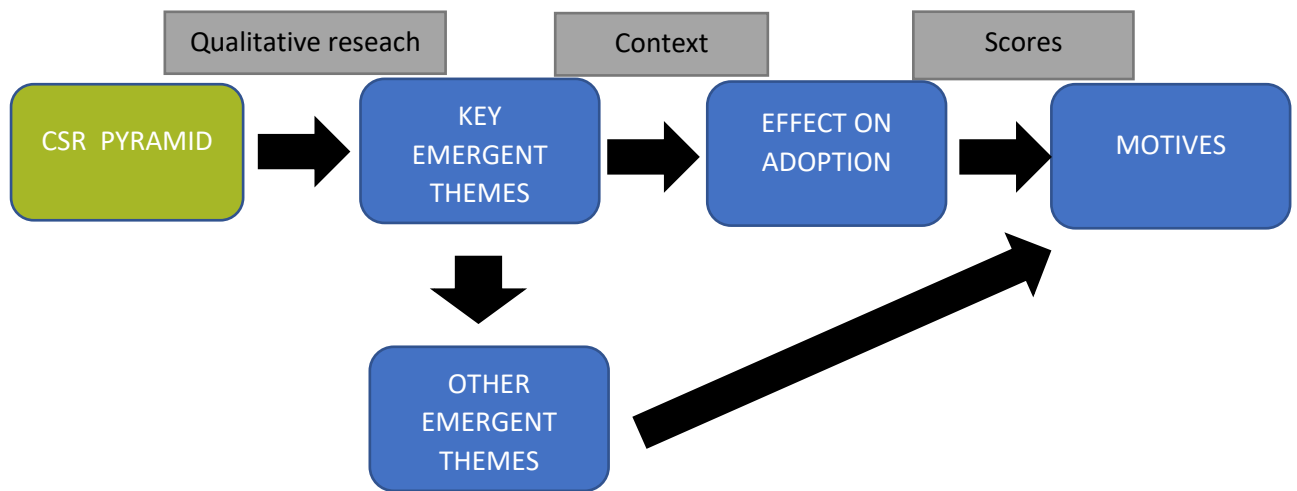 Qualitative reseach
Context
Scores
CSR PYRAMID
KEY
EMERGENT
THEMES
EFFECT ON
ADOPTION
MOTIVES
OTHER
EMERGENT
THEMES